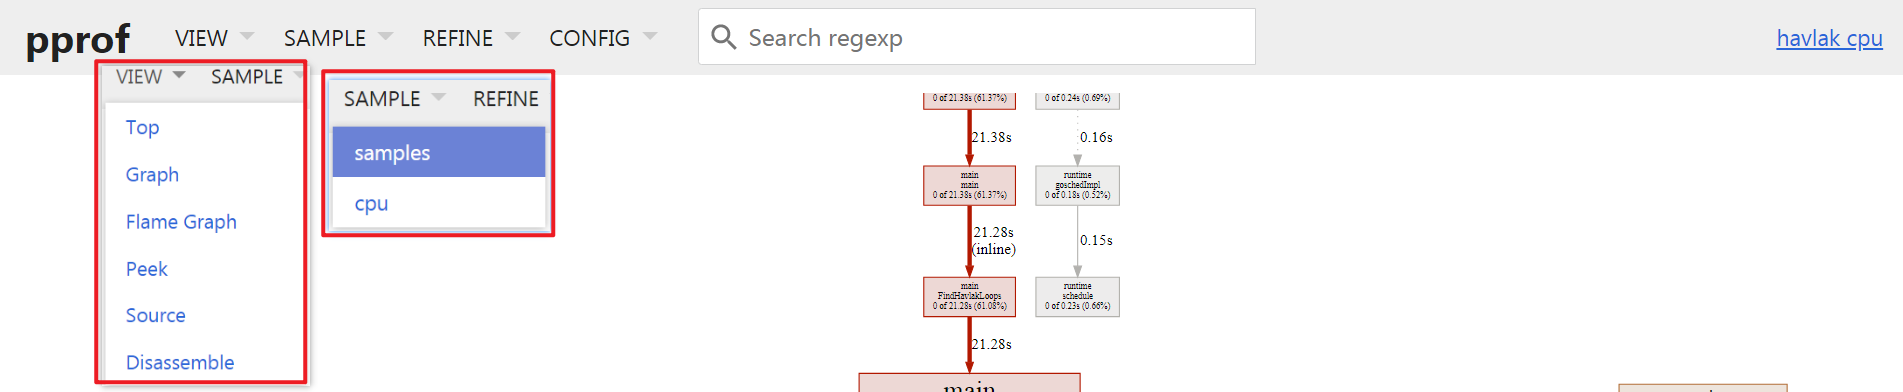 pprof VIEW SAMPLE REFINE CONFIG Search regexp havlak cpu
VIEW SAMPLE
Top
Graph
Flame Graph
Peek
Source
Disassemble
SAMPLE REFINE
samples
cpu
0 of 21.38s (61.37%)
21.38s
main
main
0 of 21.38s (61.37%)
21.28s
(inline)
main
FindHavlakLoops
0 of 21.28s (61.08%)
21.28s
main
0 of 0.24s (0.69%)
0.16s
runtime
goschedImpl
0 of 0.18s (0.52%)
0.15s
runtime
schedule
0 of 0.23s (0.66%)